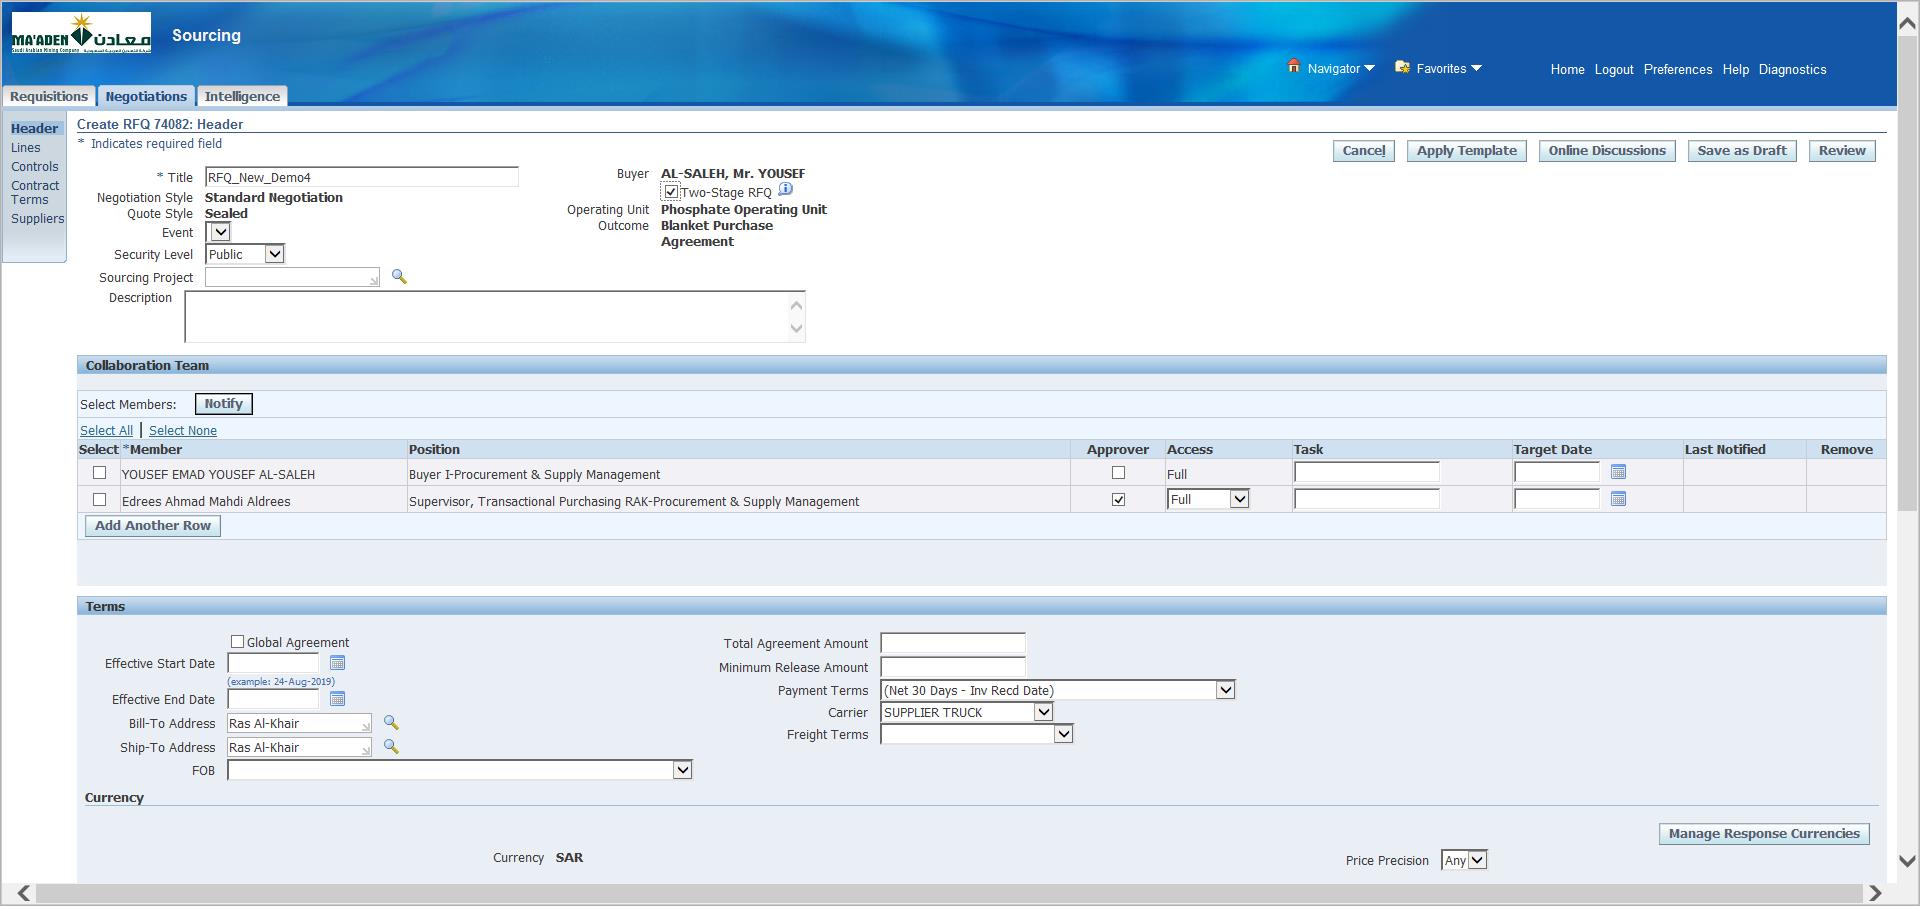 MA'ADEN معادن
Saudi Arabian Mining Company
Sourcing
Navigator Favorites Home Logout Preferences Help Diagnostics
Requisitions Negotiations Intelligence
Header
Lines
Controls
Contract
Terms
Suppliers
Create RFQ 74082: Header
* Indicates required field
Cancel Apply Template Online Discussions Save as Draft Review
* Title RFQ_New_Demo4
Negotiation Style Standard Negotiation
Quote Style Sealed
Event
Security Level Public
Sourcing Project
Description
Buyer AL-SALEH, Mr. YOUSEF
Two-Stage RFQ
Operating Unit Phosphate Operating Unit
Outcome Blanket Purchase
Agreement
Collaboration Team
Select Members: Notify
Select All | Select None
Select *Member Position Approver Access Task Target Date Last Notified Remove
YOUSEF EMAD YOUSEF AL-SALEH Buyer I-Procurement & Supply Management Full
Edrees Ahmad Mahdi Aldrees Supervisor, Transactional Purchasing RAK-Procurement & Supply Management Full
Add Another Row
Terms
Global Agreement
Effective Start Date
(example: 24-Aug-2019)
Effective End Date
Bill-To Address Ras Al-Khair
Ship-To Address Ras Al-Khair
FOB
Total Agreement Amount
Minimum Release Amount
Payment Terms (Net 30 Days - Inv Recd Date)
Carrier SUPPLIER TRUCK
Freight Terms
Currency
Manage Response Currencies
Currency SAR
Price Precision Any